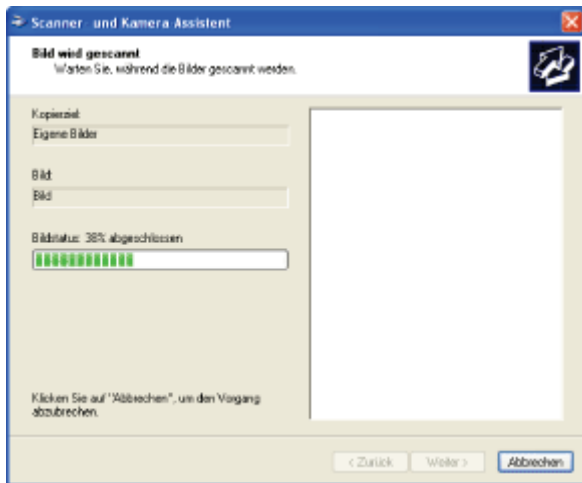 Scanner- und Kamera-Assistent
Bild wird gescannt
Warten Sie, während die Bilder gescannt werden.
Kopierziel:
Eigene Bilder
Bild:
Bild
Bildstatus: 38% abgeschlossen
Klicken Sie auf "Abbrechen", um den Vorgang
abzubrechen.
< Zurück Weiter > Abbrechen